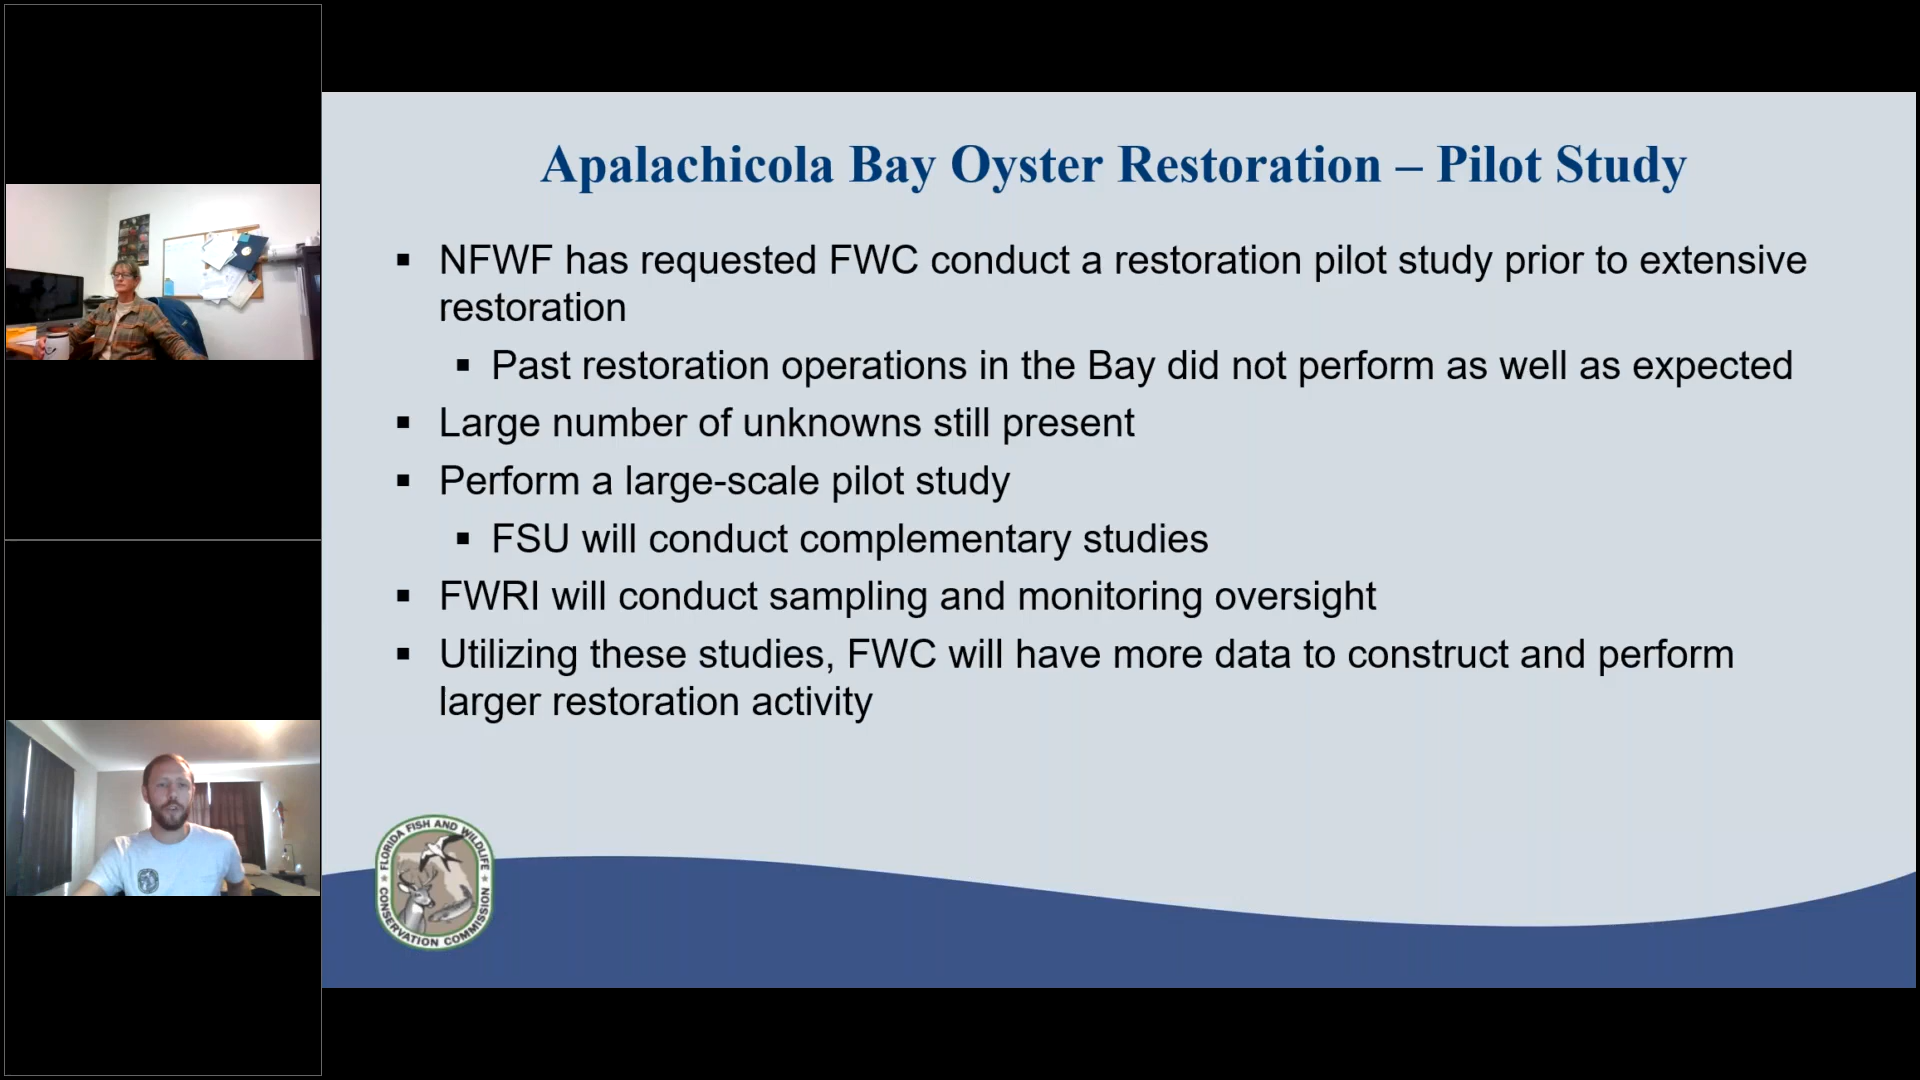 Apalachicola Bay Oyster Restoration – Pilot Study
▪ NFWF has requested FWC conduct a restoration pilot study prior to extensive
restoration
▪ Past restoration operations in the Bay did not perform as well as expected
▪ Large number of unknowns still present
▪ Perform a large-scale pilot study
▪ FSU will conduct complementary studies
▪ FWRI will conduct sampling and monitoring oversight
▪ Utilizing these studies, FWC will have more data to construct and perform
larger restoration activity
FLORIDA FISH AND WILDLIFE
CONSERVATION COMMISSION